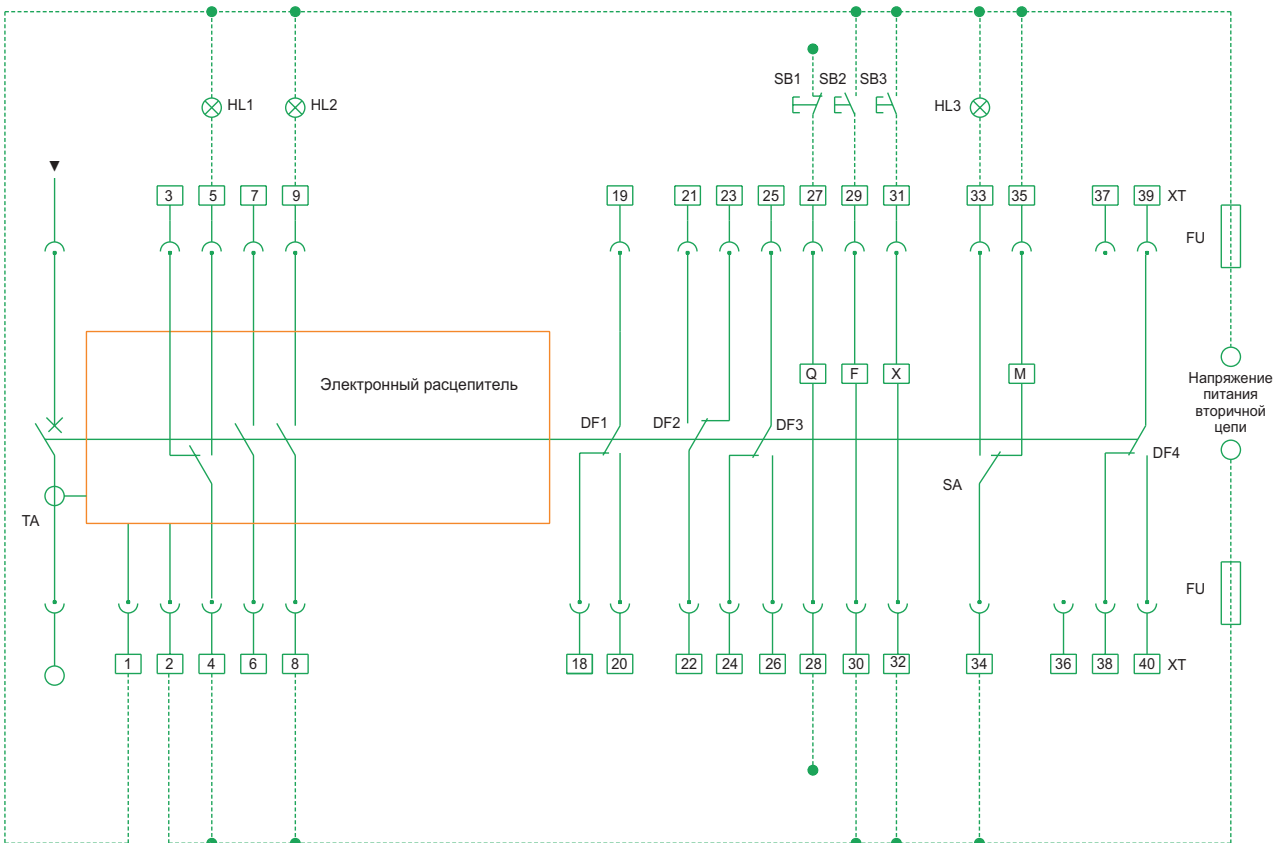 SB1 SB2 SB3
HL1 HL2 HL3
3 5 7 9 19 21 23 25 27 29 31 33 35 37 39 XT
FU
Электронный расцепитель
Q F X M
Напряжение
питания
вторичной
цепи
DF1 DF2 DF3 DF4
SA
TA
FU
1 2 4 6 8 18 20 22 24 26 28 30 32 34 36 38 40 XT